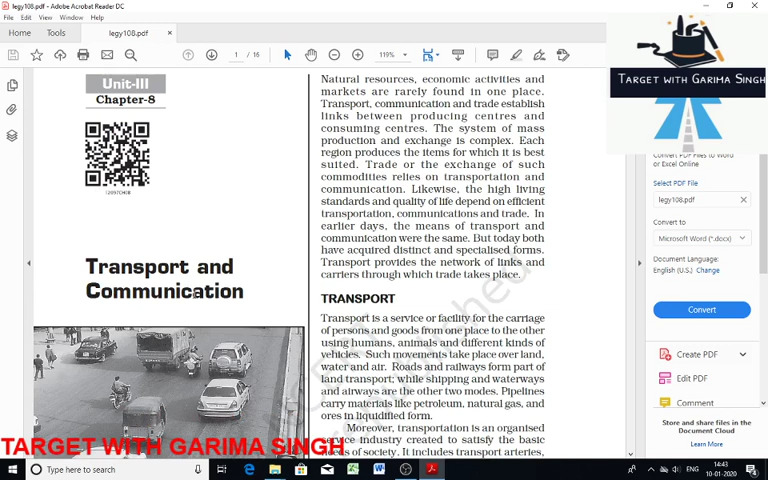 legy108.pdf - Adobe Acrobat Reader DC
File Edit View Window Help
Home Tools legy108.pdf ×
1 / 16 119%
Unit-III
Chapter-8
12097CH08
Transport and
Communication
Natural resources, economic activities and
markets are rarely found in one place.
Transport, communication and trade establish
links between producing centres and
consuming centres. The system of mass
production and exchange is complex. Each
region produces the items for which it is best
suited. Trade or the exchange of such
commodities relies on transportation and
communication. Likewise, the high living
standards and quality of life depend on efficient
transportation, communications and trade. In
earlier days, the means of transport and
communication were the same. But today both
have acquired distinct and specialised forms.
Transport provides the network of links and
carriers through which trade takes place.
TRANSPORT
Transport is a service or facility for the carriage
of persons and goods from one place to the other
using humans, animals and different kinds of
vehicles. Such movements take place over land,
water and air. Roads and railways form part of
land transport; while shipping and waterways
and airways are the other two modes. Pipelines
carry materials like petroleum, natural gas, and
ores in liquidified form.
Moreover, transportation is an organised
service industry created to satisfy the basic
needs of society. It includes transport arteries,
TARGET WITH GARIMA SINGH
Convert PDF Files to Word
or Excel Online
Select PDF File
legy108.pdf ×
Convert to
Microsoft Word (*.docx)
Document Language:
English (U.S.) Change
Convert
Create PDF
Edit PDF
Comment
Store and share files in the
Document Cloud
Learn More
TARGET WITH GARIMA SINGH
Type here to search
14:43
10-01-2020